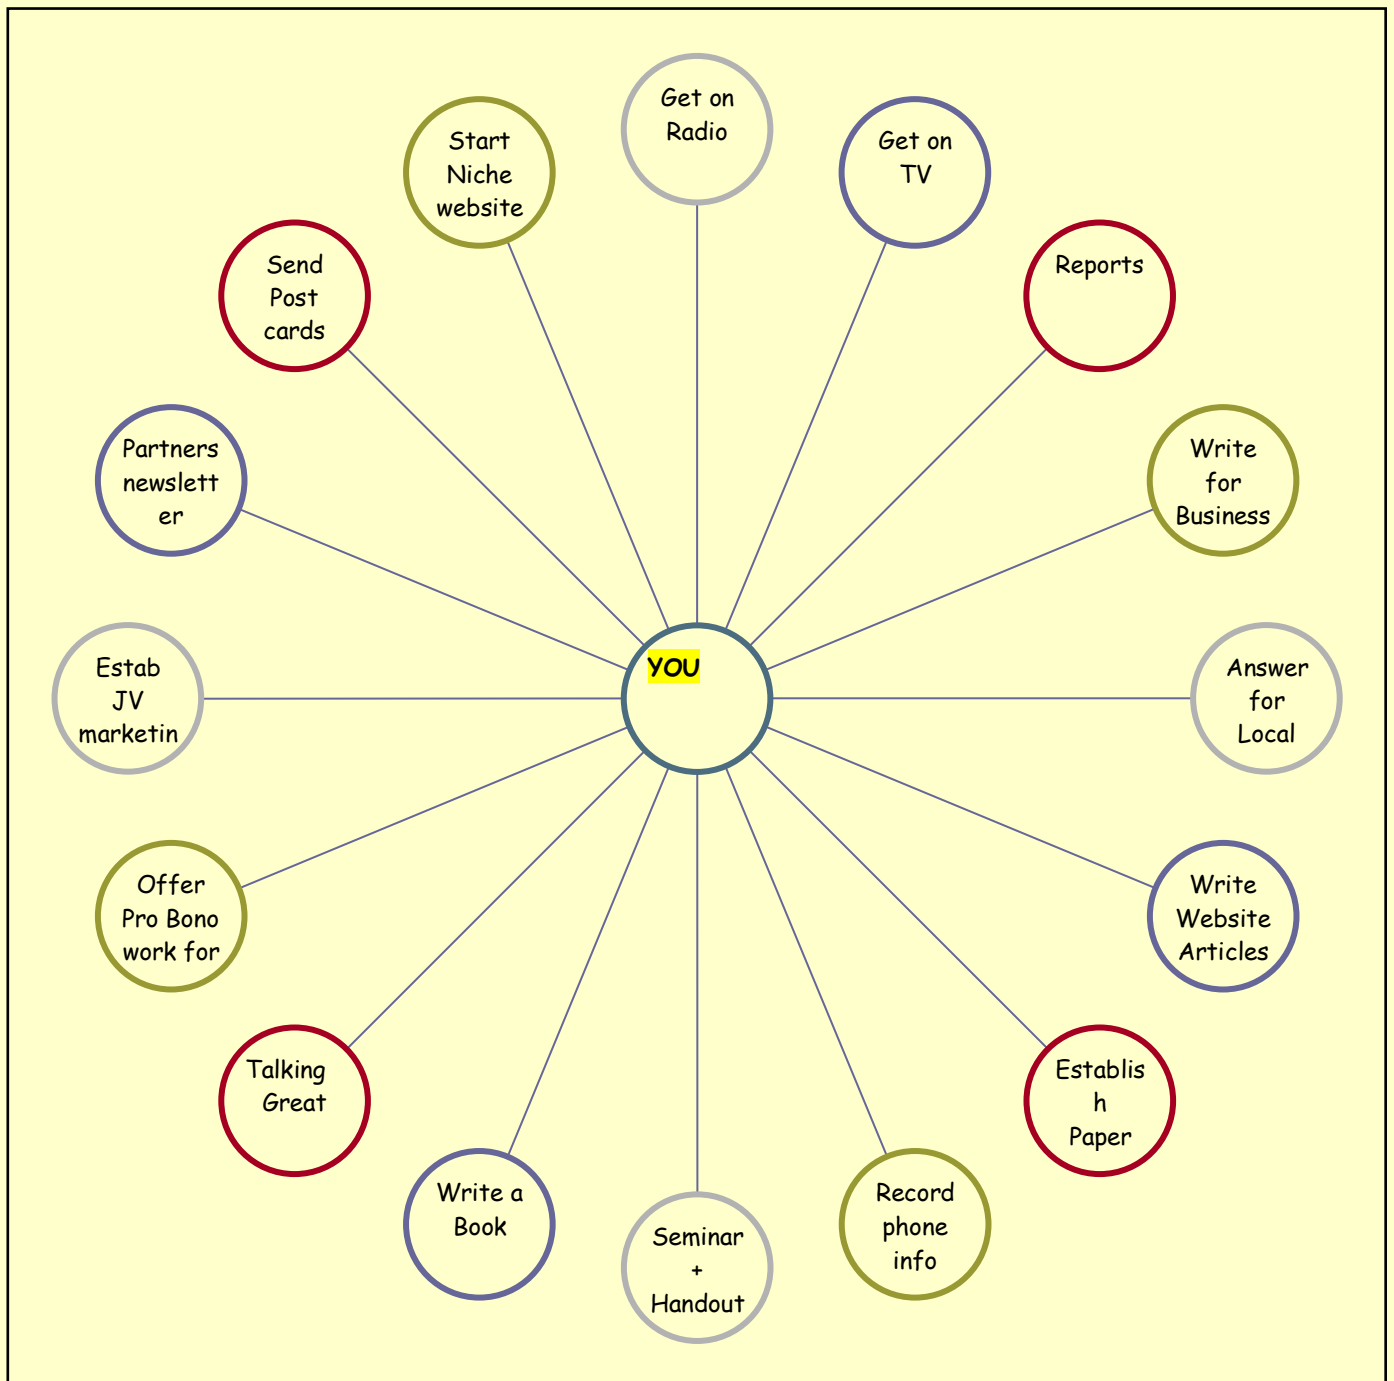 Get on
Radio
Get on
TV
Reports
Write
for
Business
Answer
for
Local
Write
Website
Articles
Establis
h
Paper
Record
phone
info
Seminar
+
Handout
Write a
Book
Talking
Great
Offer
Pro Bono
work for
Estab
JV
marketin
Partners
newslett
er
Send
Post
cards
Start
Niche
website
YOU